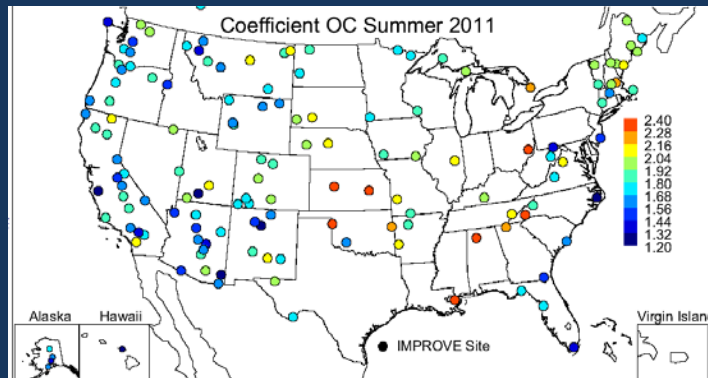 Coefficient OC Summer 2011
2.40
2.28
2.16
2.04
1.92
1.80
1.68
1.56
1.44
1.32
1.20
Alaska
Hawaii
IMPROVE Site
Virgin Island